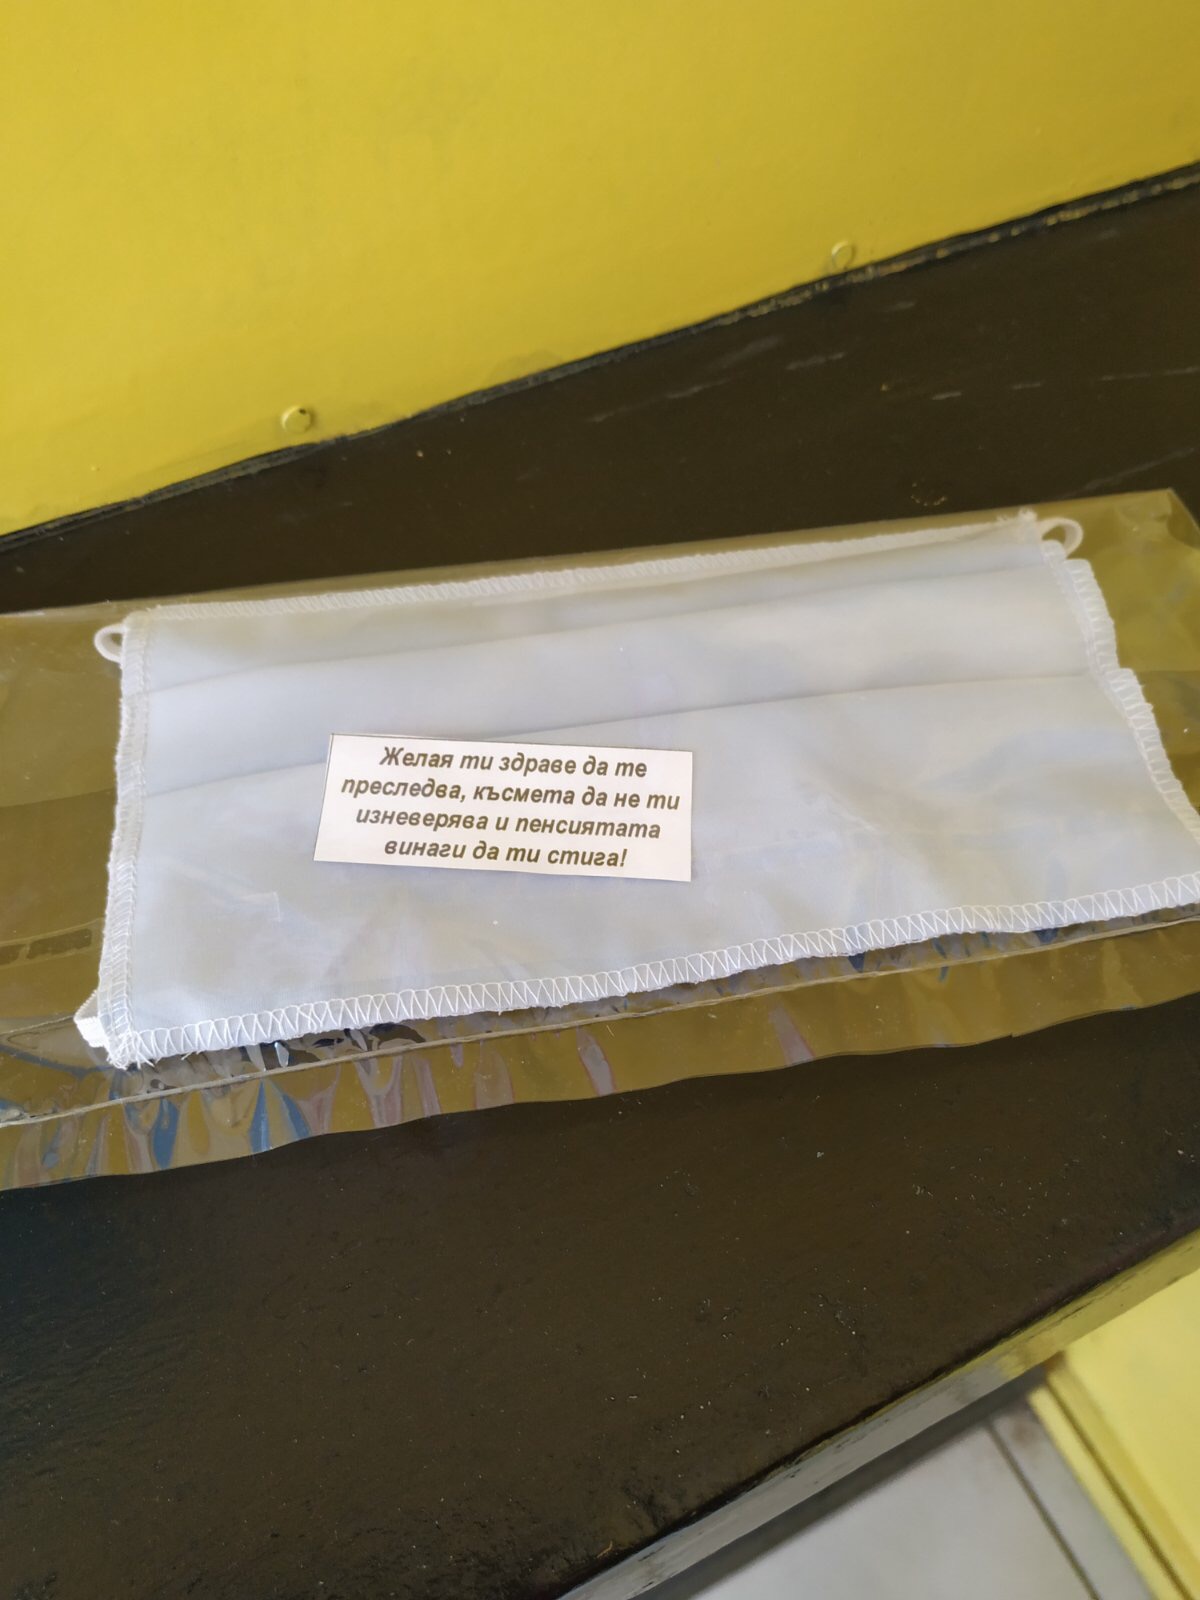 Желая ти здраве да те
преследва, късмета да не ти
изневерява и пенсиятата
винаги да ти стига!